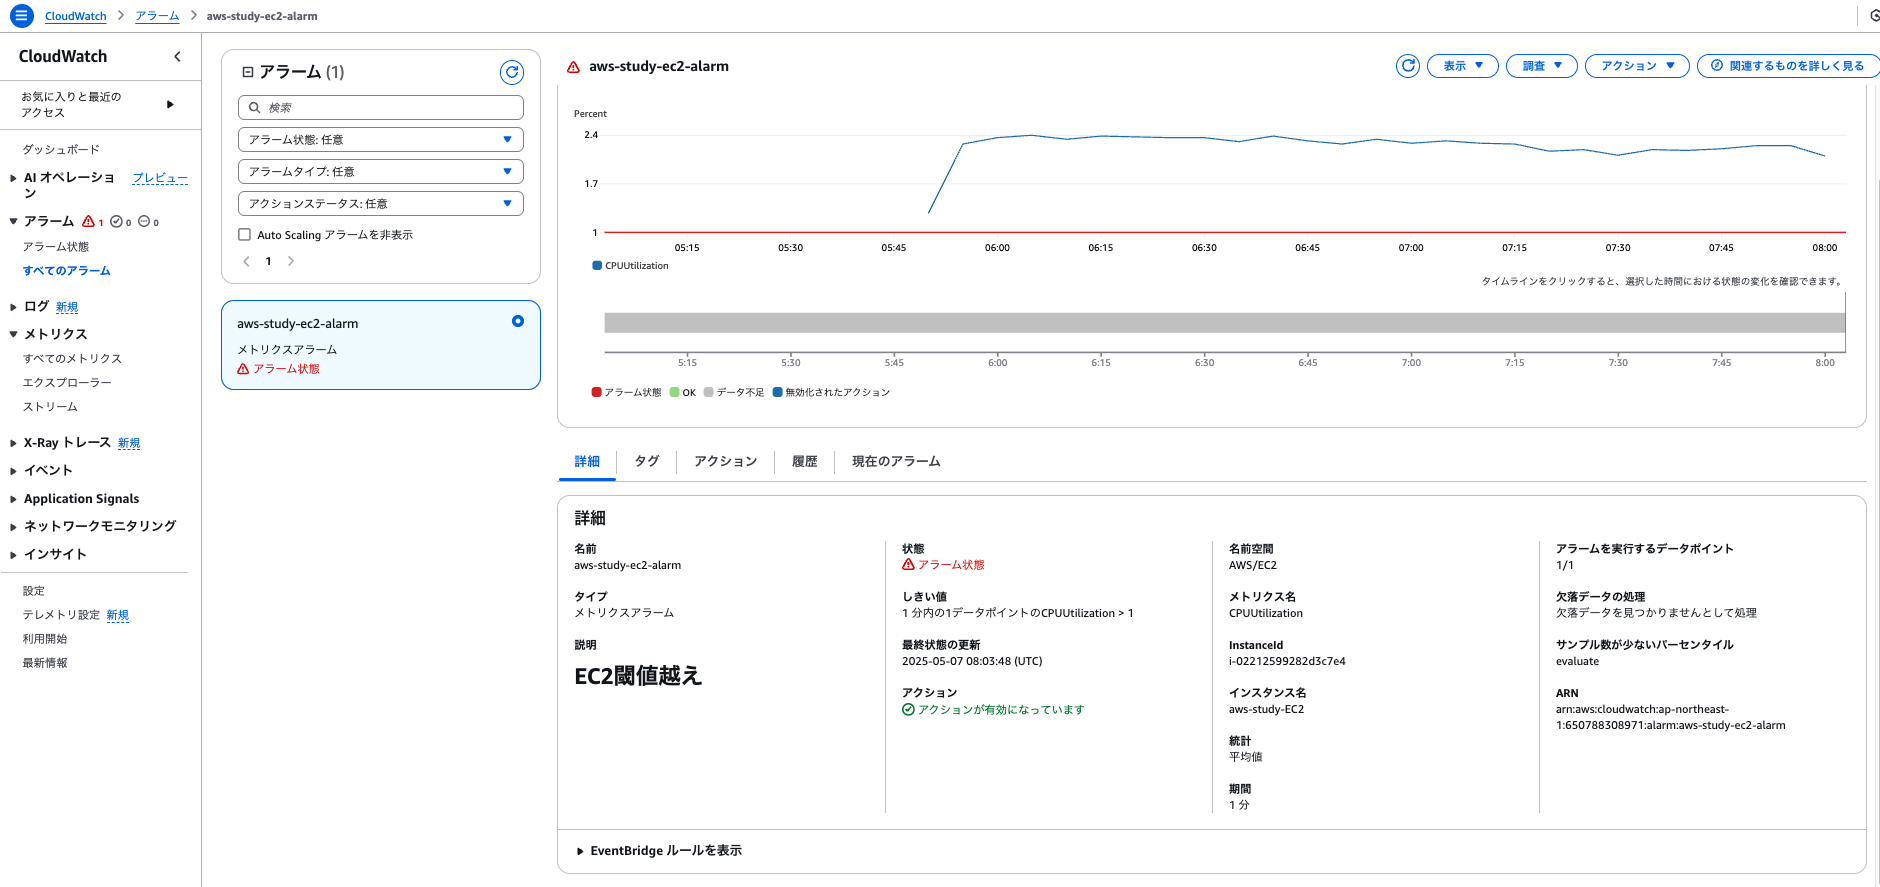 CloudWatch > アラーム > aws-study-ec2-alarm
CloudWatch
お気に入りと最近の
アクセス
ダッシュボード
AI オペレーショ
ン
プレビュー
アラーム 1 0 0
アラーム状態
すべてのアラーム
ログ 新規
メトリクス
すべてのメトリクス
エクスプローラー
ストリーム
X-Ray トレース 新規
イベント
Application Signals
ネットワークモニタリング
インサイト
設定
テレメトリ設定 新規
利用開始
最新情報
アラーム (1)
検索
アラーム状態: 任意
アラームタイプ: 任意
アクションステータス: 任意
Auto Scaling アラームを非表示
1
aws-study-ec2-alarm
メトリクスアラーム
アラーム状態
aws-study-ec2-alarm
表示
調査
アクション
関連するものを詳しく見る
Percent
2.4
1.7
1
05:15 05:30 05:45 06:00 06:15 06:30 06:45 07:00 07:15 07:30 07:45 08:00
CPUUtilization
タイムラインをクリックすると、選択した時間における状態の変化を確認できます。
5:15 5:30 5:45 6:00 6:15 6:30 6:45 7:00 7:15 7:30 7:45 8:00
アラーム状態 OK データ不足 無効化されたアクション
詳細 タグ アクション 履歴 現在のアラーム
詳細
名前
aws-study-ec2-alarm
タイプ
メトリクスアラーム
説明
EC2閾値越え
状態
アラーム状態
しきい値
1 分内の1データポイントのCPUUtilization > 1
最終状態の更新
2025-05-07 08:03:48 (UTC)
アクション
アクションが有効になっています
名前空間
AWS/EC2
メトリクス名
CPUUtilization
InstanceId
i-02212599282d3c7e4
インスタンス名
aws-study-EC2
統計
平均値
期間
1 分
アラームを実行するデータポイント
1/1
欠落データの処理
欠落データを見つかりませんとして処理
サンプル数が少ないパーセンタイル
evaluate
ARN
arn:aws:cloudwatch:ap-northeast-
1:650788308971:alarm:aws-study-ec2-alarm
EventBridge ルールを表示